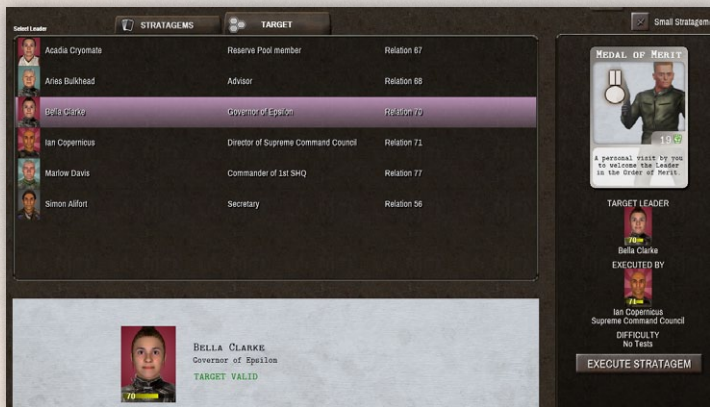 Select Leader
STRATAGEMS
TARGET
Small Stratagem
Acadia Cryomate Reserve Pool member Relation 67
Aries Bulkhead Advisor Relation 68
Bella Clarke Governor of Epsilon Relation 70
Ian Copernicus Director of Supreme Command Council Relation 71
Marlow Davis Commander of 1st SHQ Relation 77
Simon Alifort Secretary Relation 56
MEDAL OF MERIT
A personal visit by you
to welcome the Leader
in the Order of Merit.
TARGET LEADER
70
Bella Clarke
EXECUTED BY
71
Ian Copernicus
Supreme Command Council
DIFFICULTY
No Tests
EXECUTE STRATAGEM
BELLA CLARKE
Governor of Epsilon
TARGET VALID
70